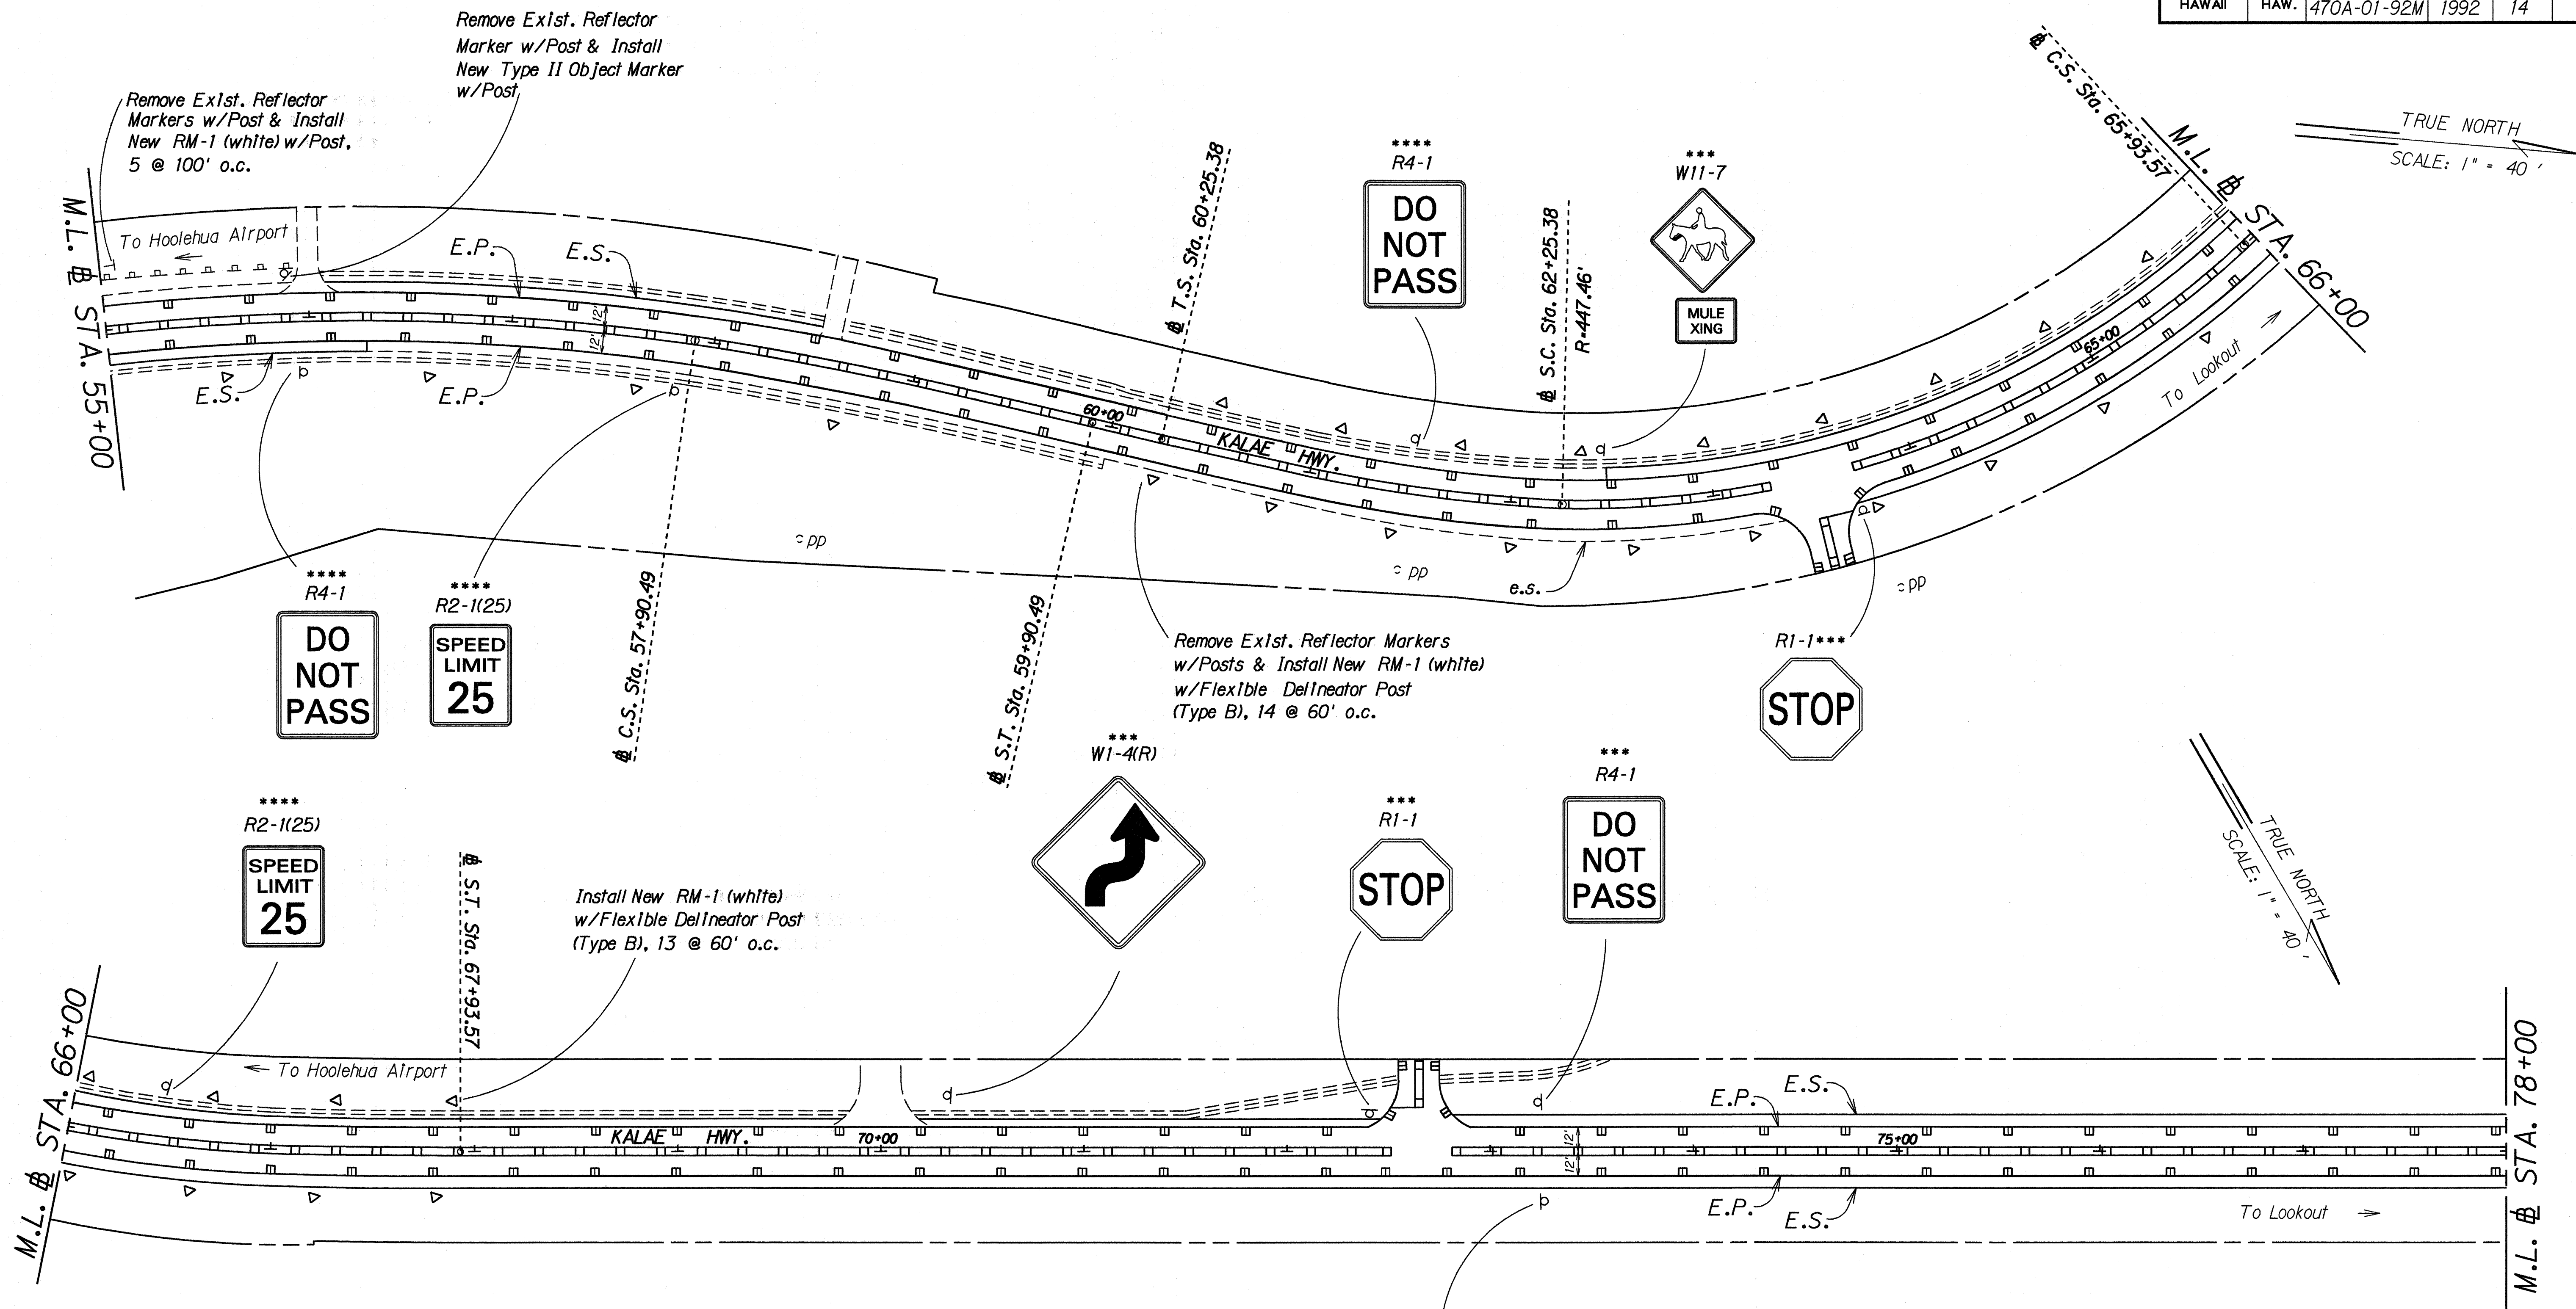 HAWAII HAW. 470A-01-92M 1992 14
Remove Exist. Reflector
Marker w/Post & Install
New Type II Object Marker
w/Post
Remove Exist. Reflector
Markers w/Post & Install
New RM-1 (white) w/Post,
5 @ 100' o.c.
C.S. Sta. 65+93.57
TRUE NORTH
SCALE: 1" = 40'
M.L. B STA. 55+00
M.L. B STA. 66+00
To Hoolehua Airport
E.P.
E.S.
12'
12'
E.S.
E.P.
T.S. Sta. 60+25.38
****
R4-1
DO
NOT
PASS
S.C. Sta. 62+25.38
R=447.46'
***
W11-7
MULE
XING
60+00
KALAE HWY.
65+00
To Lookout
pp
pp
pp
e.s.
****
R4-1
DO
NOT
PASS
****
R2-1(25)
SPEED
LIMIT
25
C.S. Sta. 57+90.49
S.T. Sta. 59+90.49
Remove Exist. Reflector Markers
w/Posts & Install New RM-1 (white)
w/Flexible Delineator Post
(Type B), 14 @ 60' o.c.
R1-1***
STOP
****
R2-1(25)
SPEED
LIMIT
25
S.T. Sta. 67+93.57
Install New RM-1 (white)
w/Flexible Delineator Post
(Type B), 13 @ 60' o.c.
***
W1-4(R)
***
R1-1
STOP
***
R4-1
DO
NOT
PASS
TRUE NORTH
SCALE: 1" = 40'
M.L. B STA. 66+00
To Hoolehua Airport
KALAE HWY.
70+00
12'
12'
E.P.
E.S.
75+00
E.P.
E.S.
To Lookout
M.L. B STA. 78+00